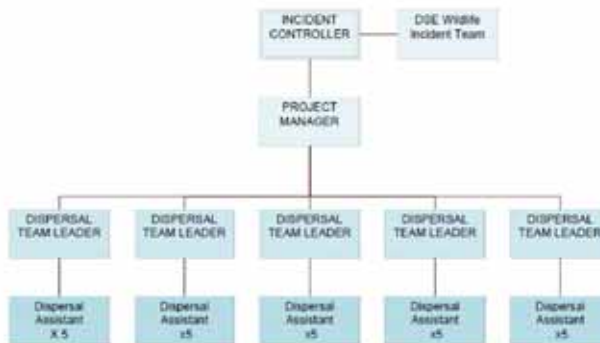 INCIDENT
CONTROLLER
DSE Wildlife
Incident Team
PROJECT
MANAGER
DISPERSAL
TEAM LEADER
DISPERSAL
TEAM LEADER
DISPERSAL
TEAM LEADER
DISPERSAL
TEAM LEADER
DISPERSAL
TEAM LEADER
Dispersal
Assistant
X 5
Dispersal
Assistant
x5
Dispersal
Assistant
x5
Dispersal
Assistant
x5
Dispersal
Assistant
x5